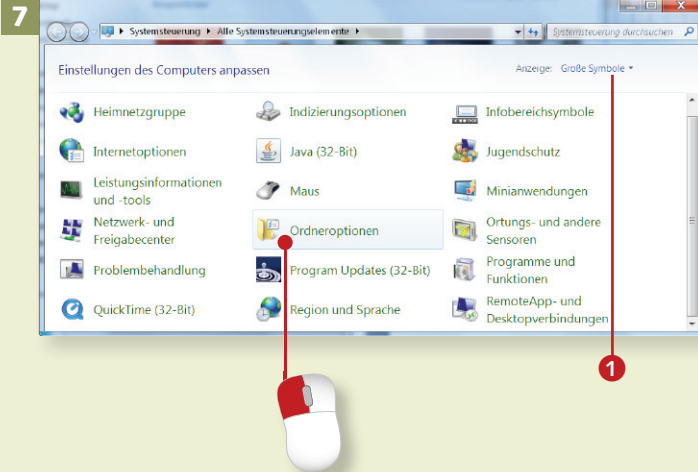 7
Systemsteuerung Alle Systemsteuerungselemente
Systemsteuerung durchsuchen
Einstellungen des Computers anpassen
Anzeige: Große Symbole
Heimnetzgruppe
Indizierungsoptionen
Infobereichsymbole
Internetoptionen
Java (32-Bit)
Jugendschutz
Leistungsinformationen
und -tools
Maus
Minianwendungen
Netzwerk- und
Freigabecenter
Ordneroptionen
Ortungs- und andere
Sensoren
Problembehandlung
Program Updates (32-Bit)
Programme und
Funktionen
QuickTime (32-Bit)
Region und Sprache
RemoteApp- und
Desktopverbindungen
1